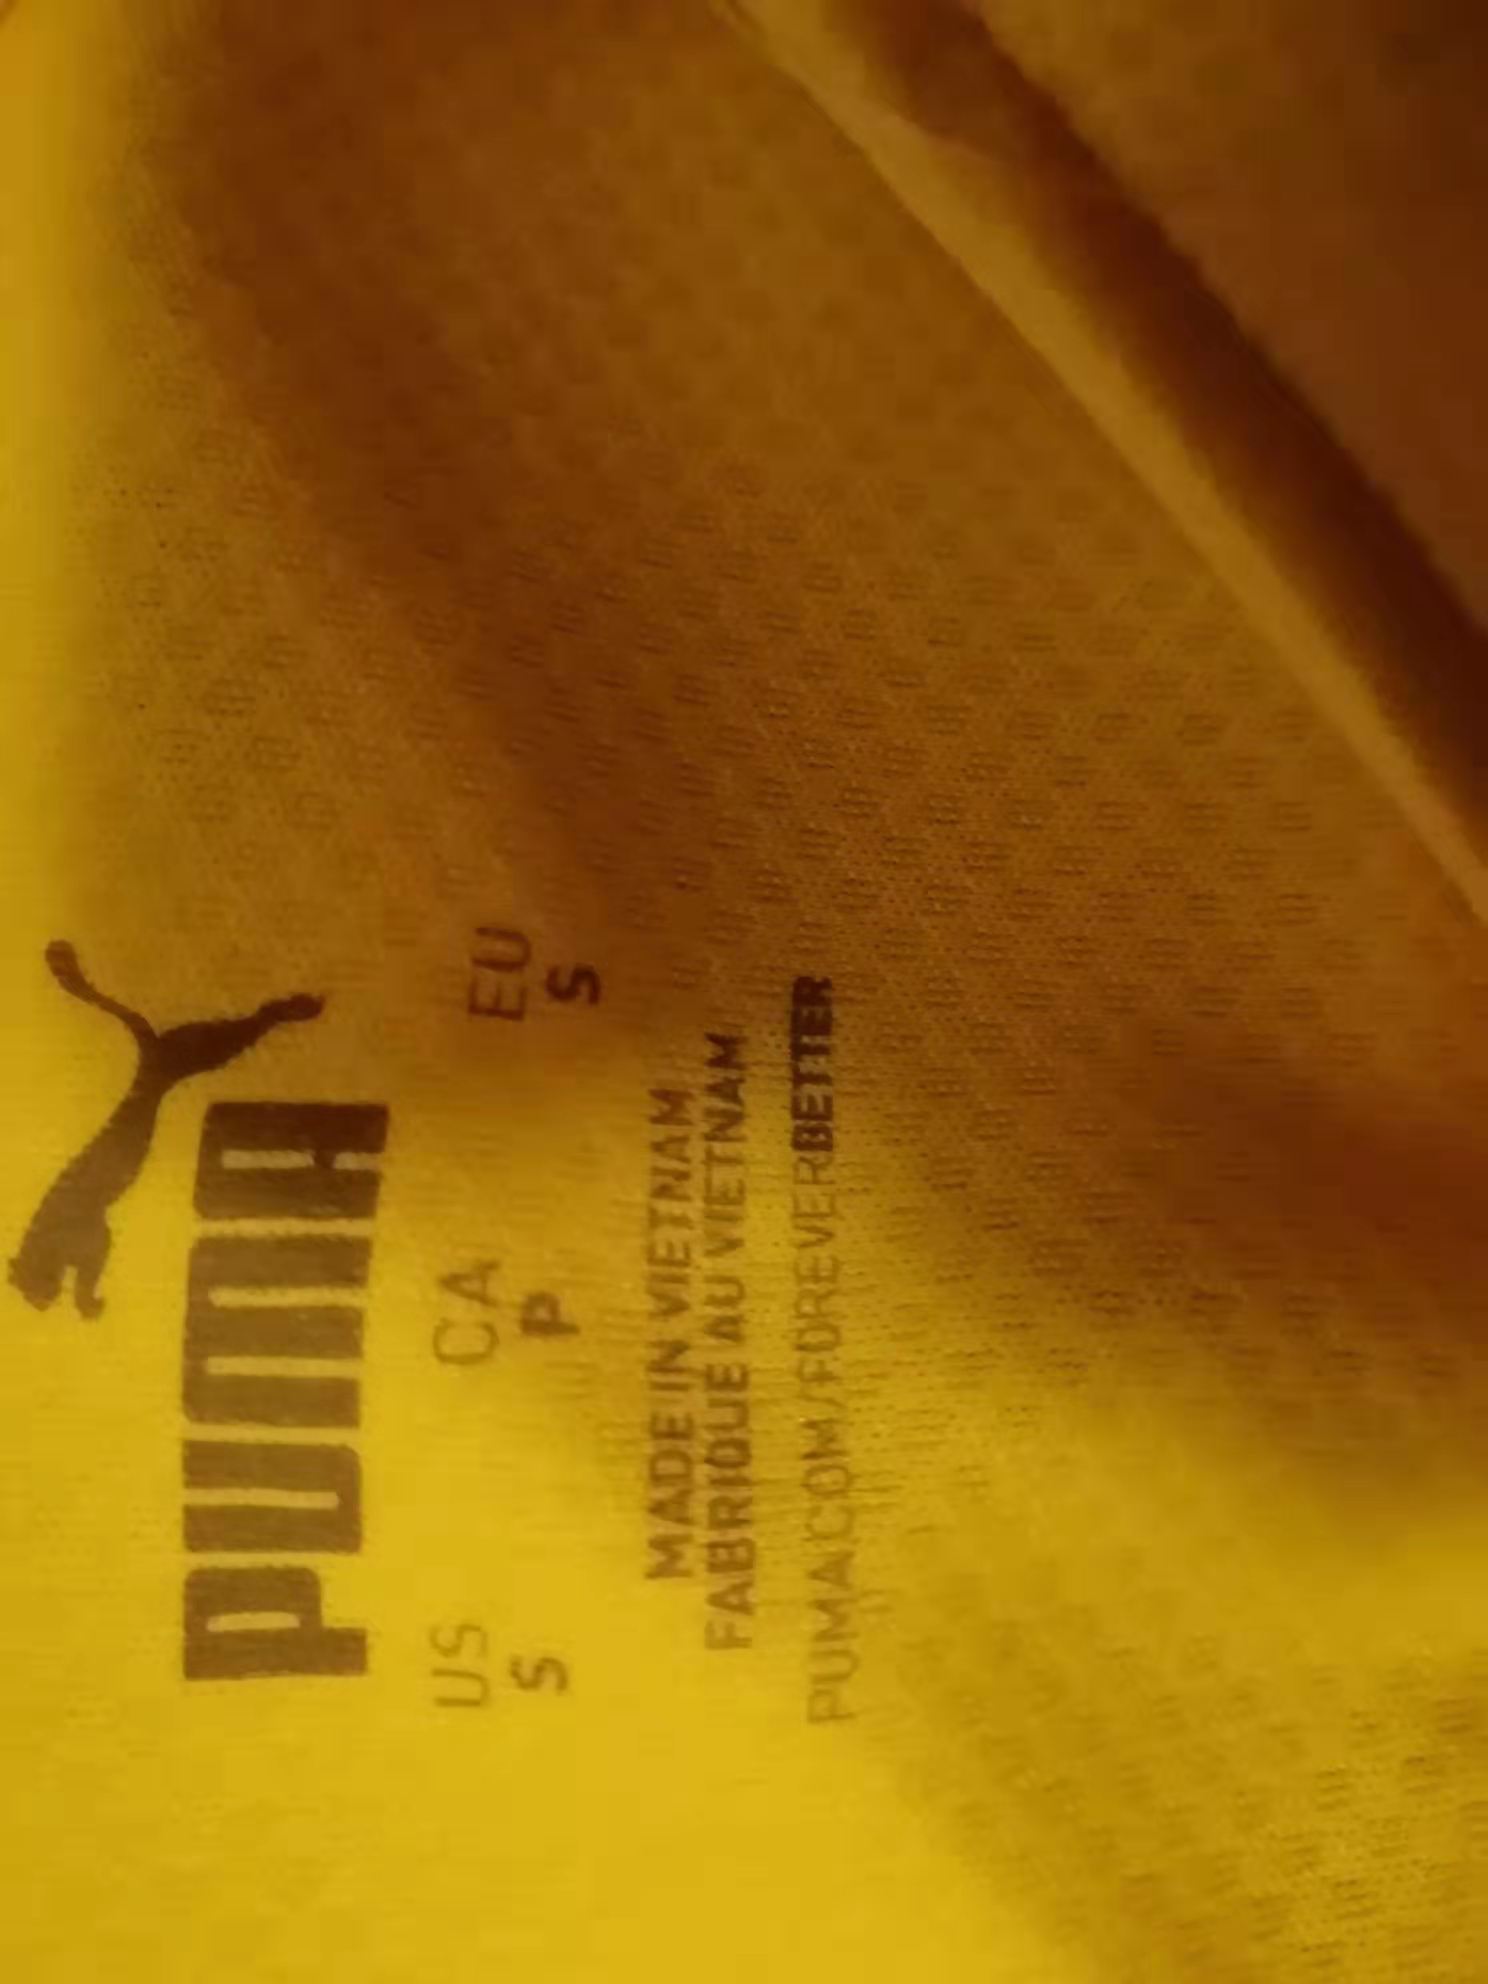 PUMA
US CA EU
S P S
MADE IN VIETNAM
FABRIQUE AU VIETNAM
PUMA.COM/FOREVERBETTER